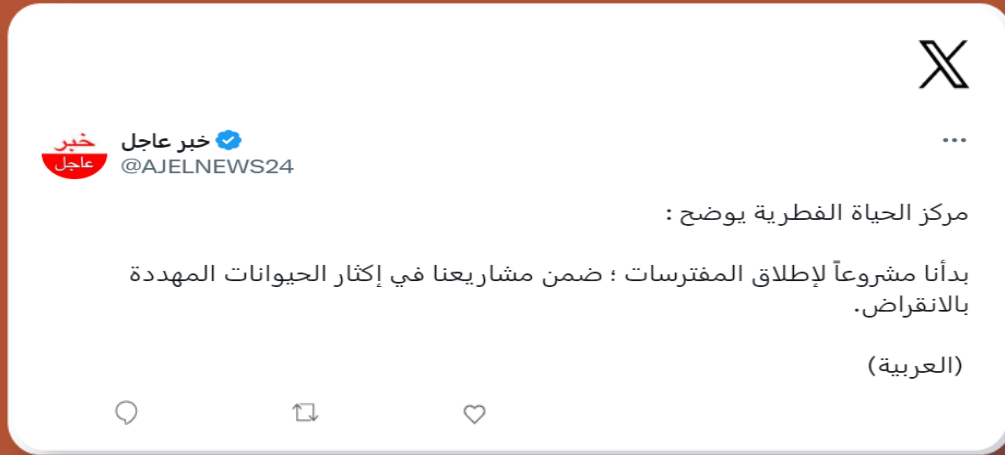 خبر عاجل
خبر
عاجل
@AJELNEWS24
مركز الحياة الفطرية يوضح :
بدأنا مشروعاً لإطلاق المفترسات ؛ ضمن مشاريعنا في إكثار الحيوانات المهددة
بالانقراض.
(العربية)